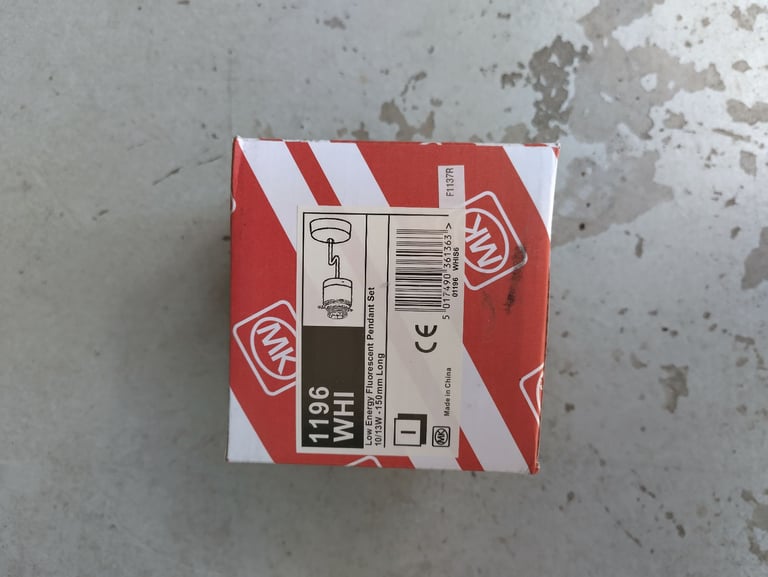 MK
MK
1196
WHI
Low Energy Fluorescent Pendant Set
10/13W -150mm Long
I
MK
Made in China
CE
5 017490 361363 >
01196 WHIS6
F1137R